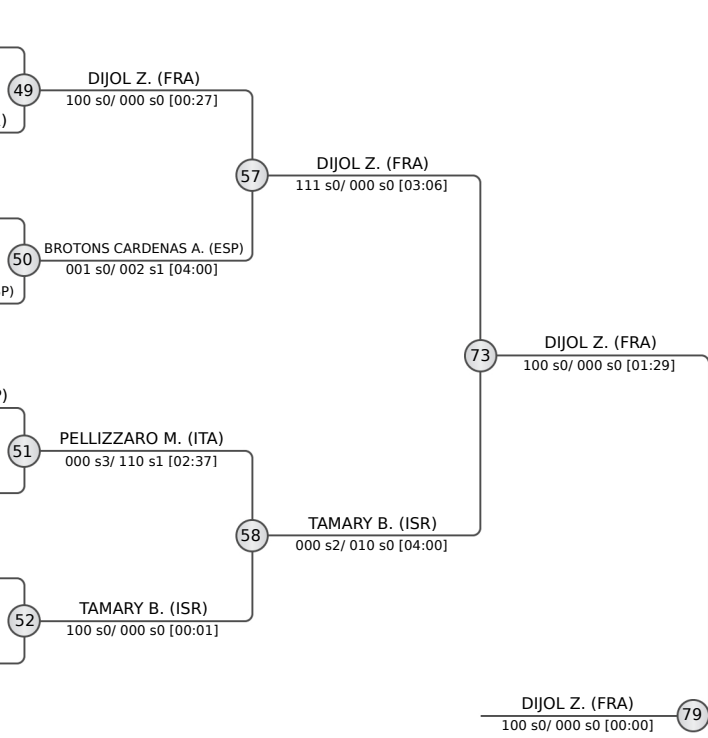 DIJOL Z. (FRA)
49
100 s0/ 000 s0 [00:27]
)
DIJOL Z. (FRA)
57
111 s0/ 000 s0 [03:06]
BROTONS CARDENAS A. (ESP)
50
001 s0/ 002 s1 [04:00]
P)
DIJOL Z. (FRA)
73
100 s0/ 000 s0 [01:29]
)
PELLIZZARO M. (ITA)
51
000 s3/ 110 s1 [02:37]
TAMARY B. (ISR)
58
000 s2/ 010 s0 [04:00]
TAMARY B. (ISR)
52
100 s0/ 000 s0 [00:01]
DIJOL Z. (FRA)
79
100 s0/ 000 s0 [00:00]